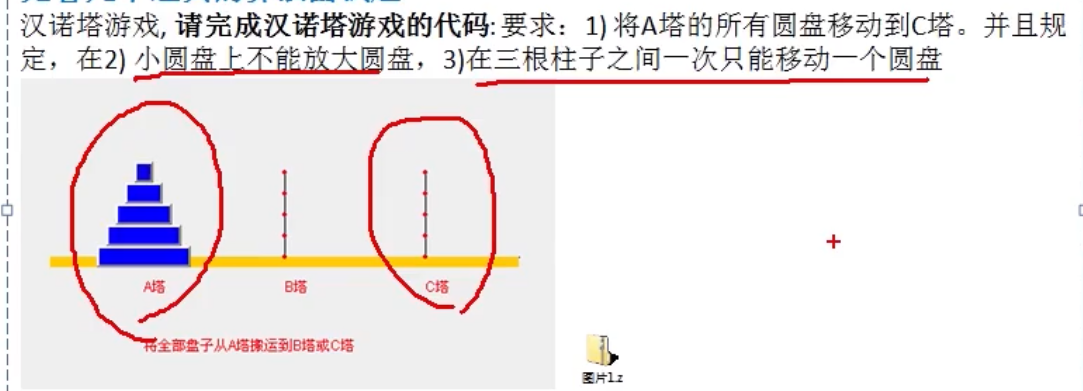 汉诺塔游戏, 请完成汉诺塔游戏的代码: 要求：1) 将A塔的所有圆盘移动到C塔。并且规
定，在2) 小圆盘上不能放大圆盘，3)在三根柱子之间一次只能移动一个圆盘
A塔
B塔
C塔
将全部盘子从A塔搬运到B塔或C塔
图片1.z